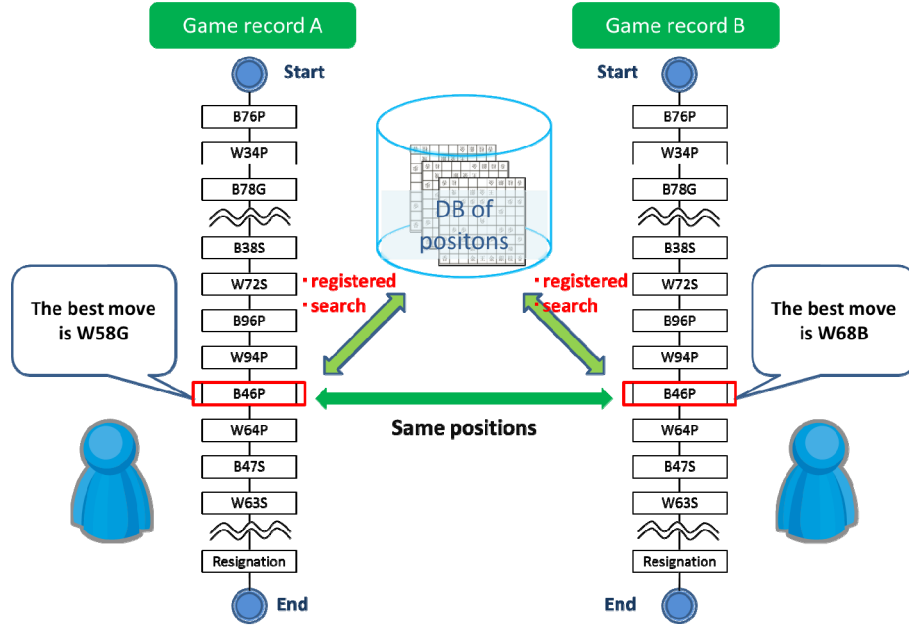 Game record A
Start
B76P
W34P
B78G
B38S
W72S
B96P
W94P
B46P
W64P
B47S
W63S
Resignation
End
The best move
is W58G
・registered
・search
DB of
positons
Same positions
Game record B
Start
B76P
W34P
B78G
B38S
W72S
B96P
W94P
B46P
W64P
B47S
W63S
Resignation
End
・registered
・search
The best move
is W68B